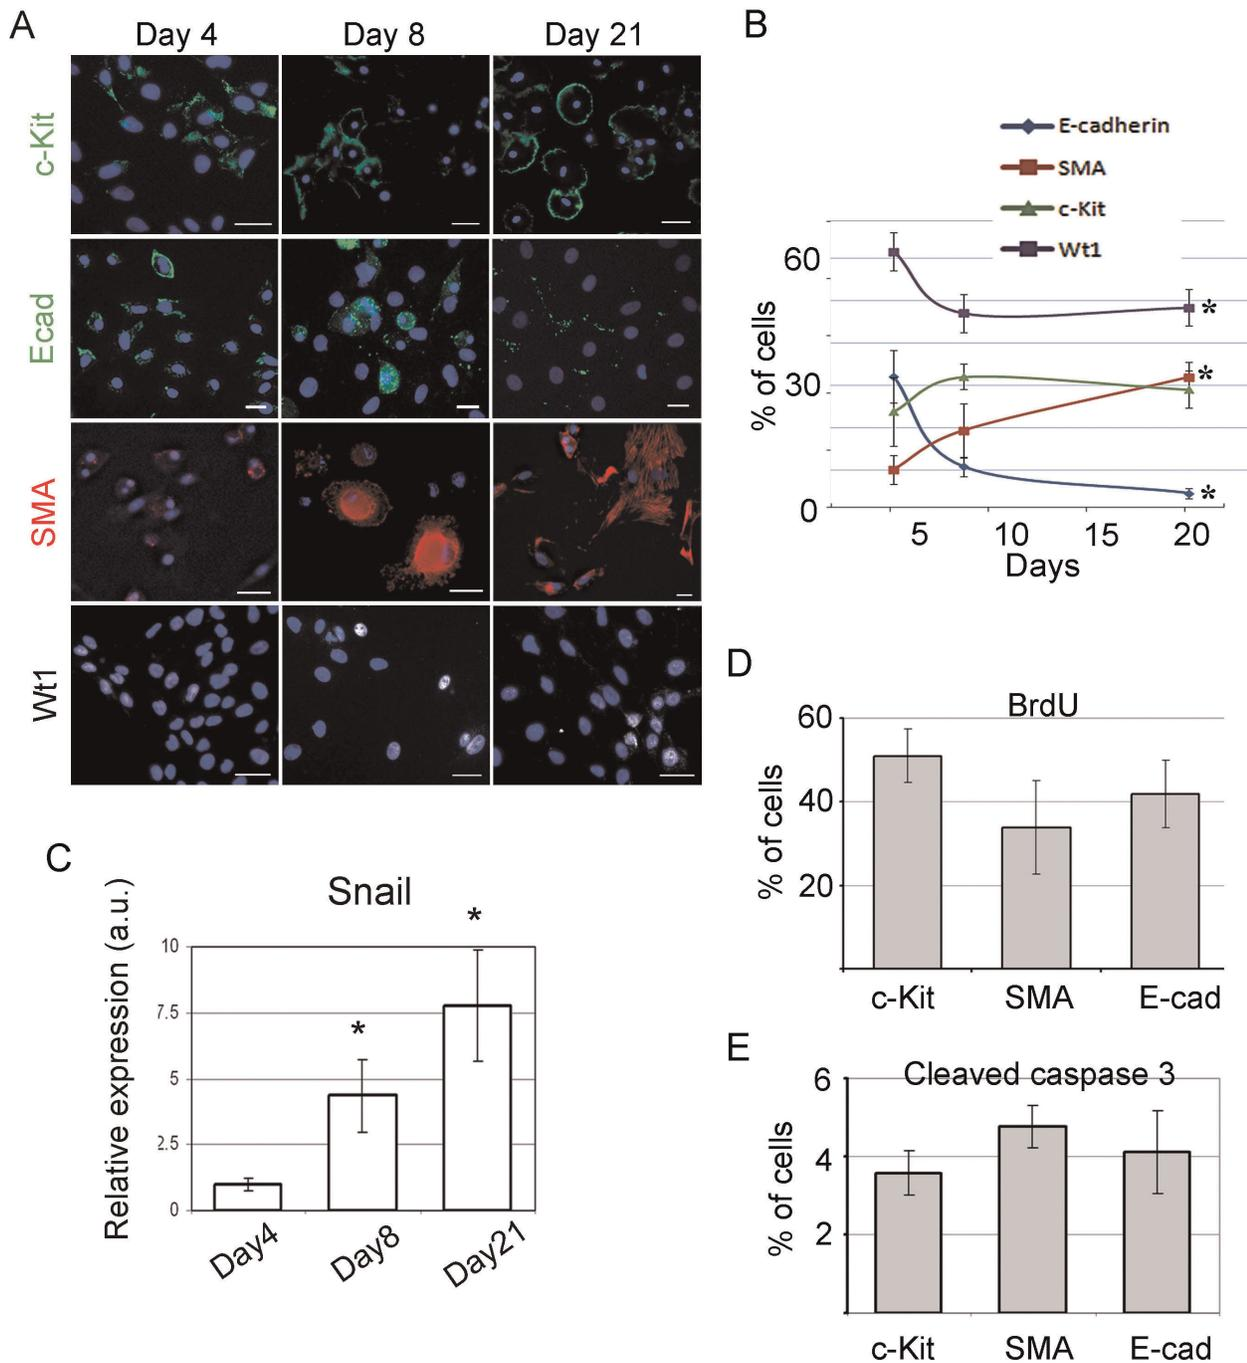 A
Day 4
Day 8
Day 21
c-Kit
Ecad
SMA
Wt1
B
E-cadherin
SMA
c-Kit
Wt1
% of cells
60
30
0
*
*
*
5
10
15
20
Days
C
Snail
Relative expression (a.u.)
10
7.5
5
2.5
0
*
*
Day4
Day8
Day21
D
BrdU
% of cells
60
40
20
c-Kit
SMA
E-cad
E
Cleaved caspase 3
% of cells
6
4
2
c-Kit
SMA
E-cad